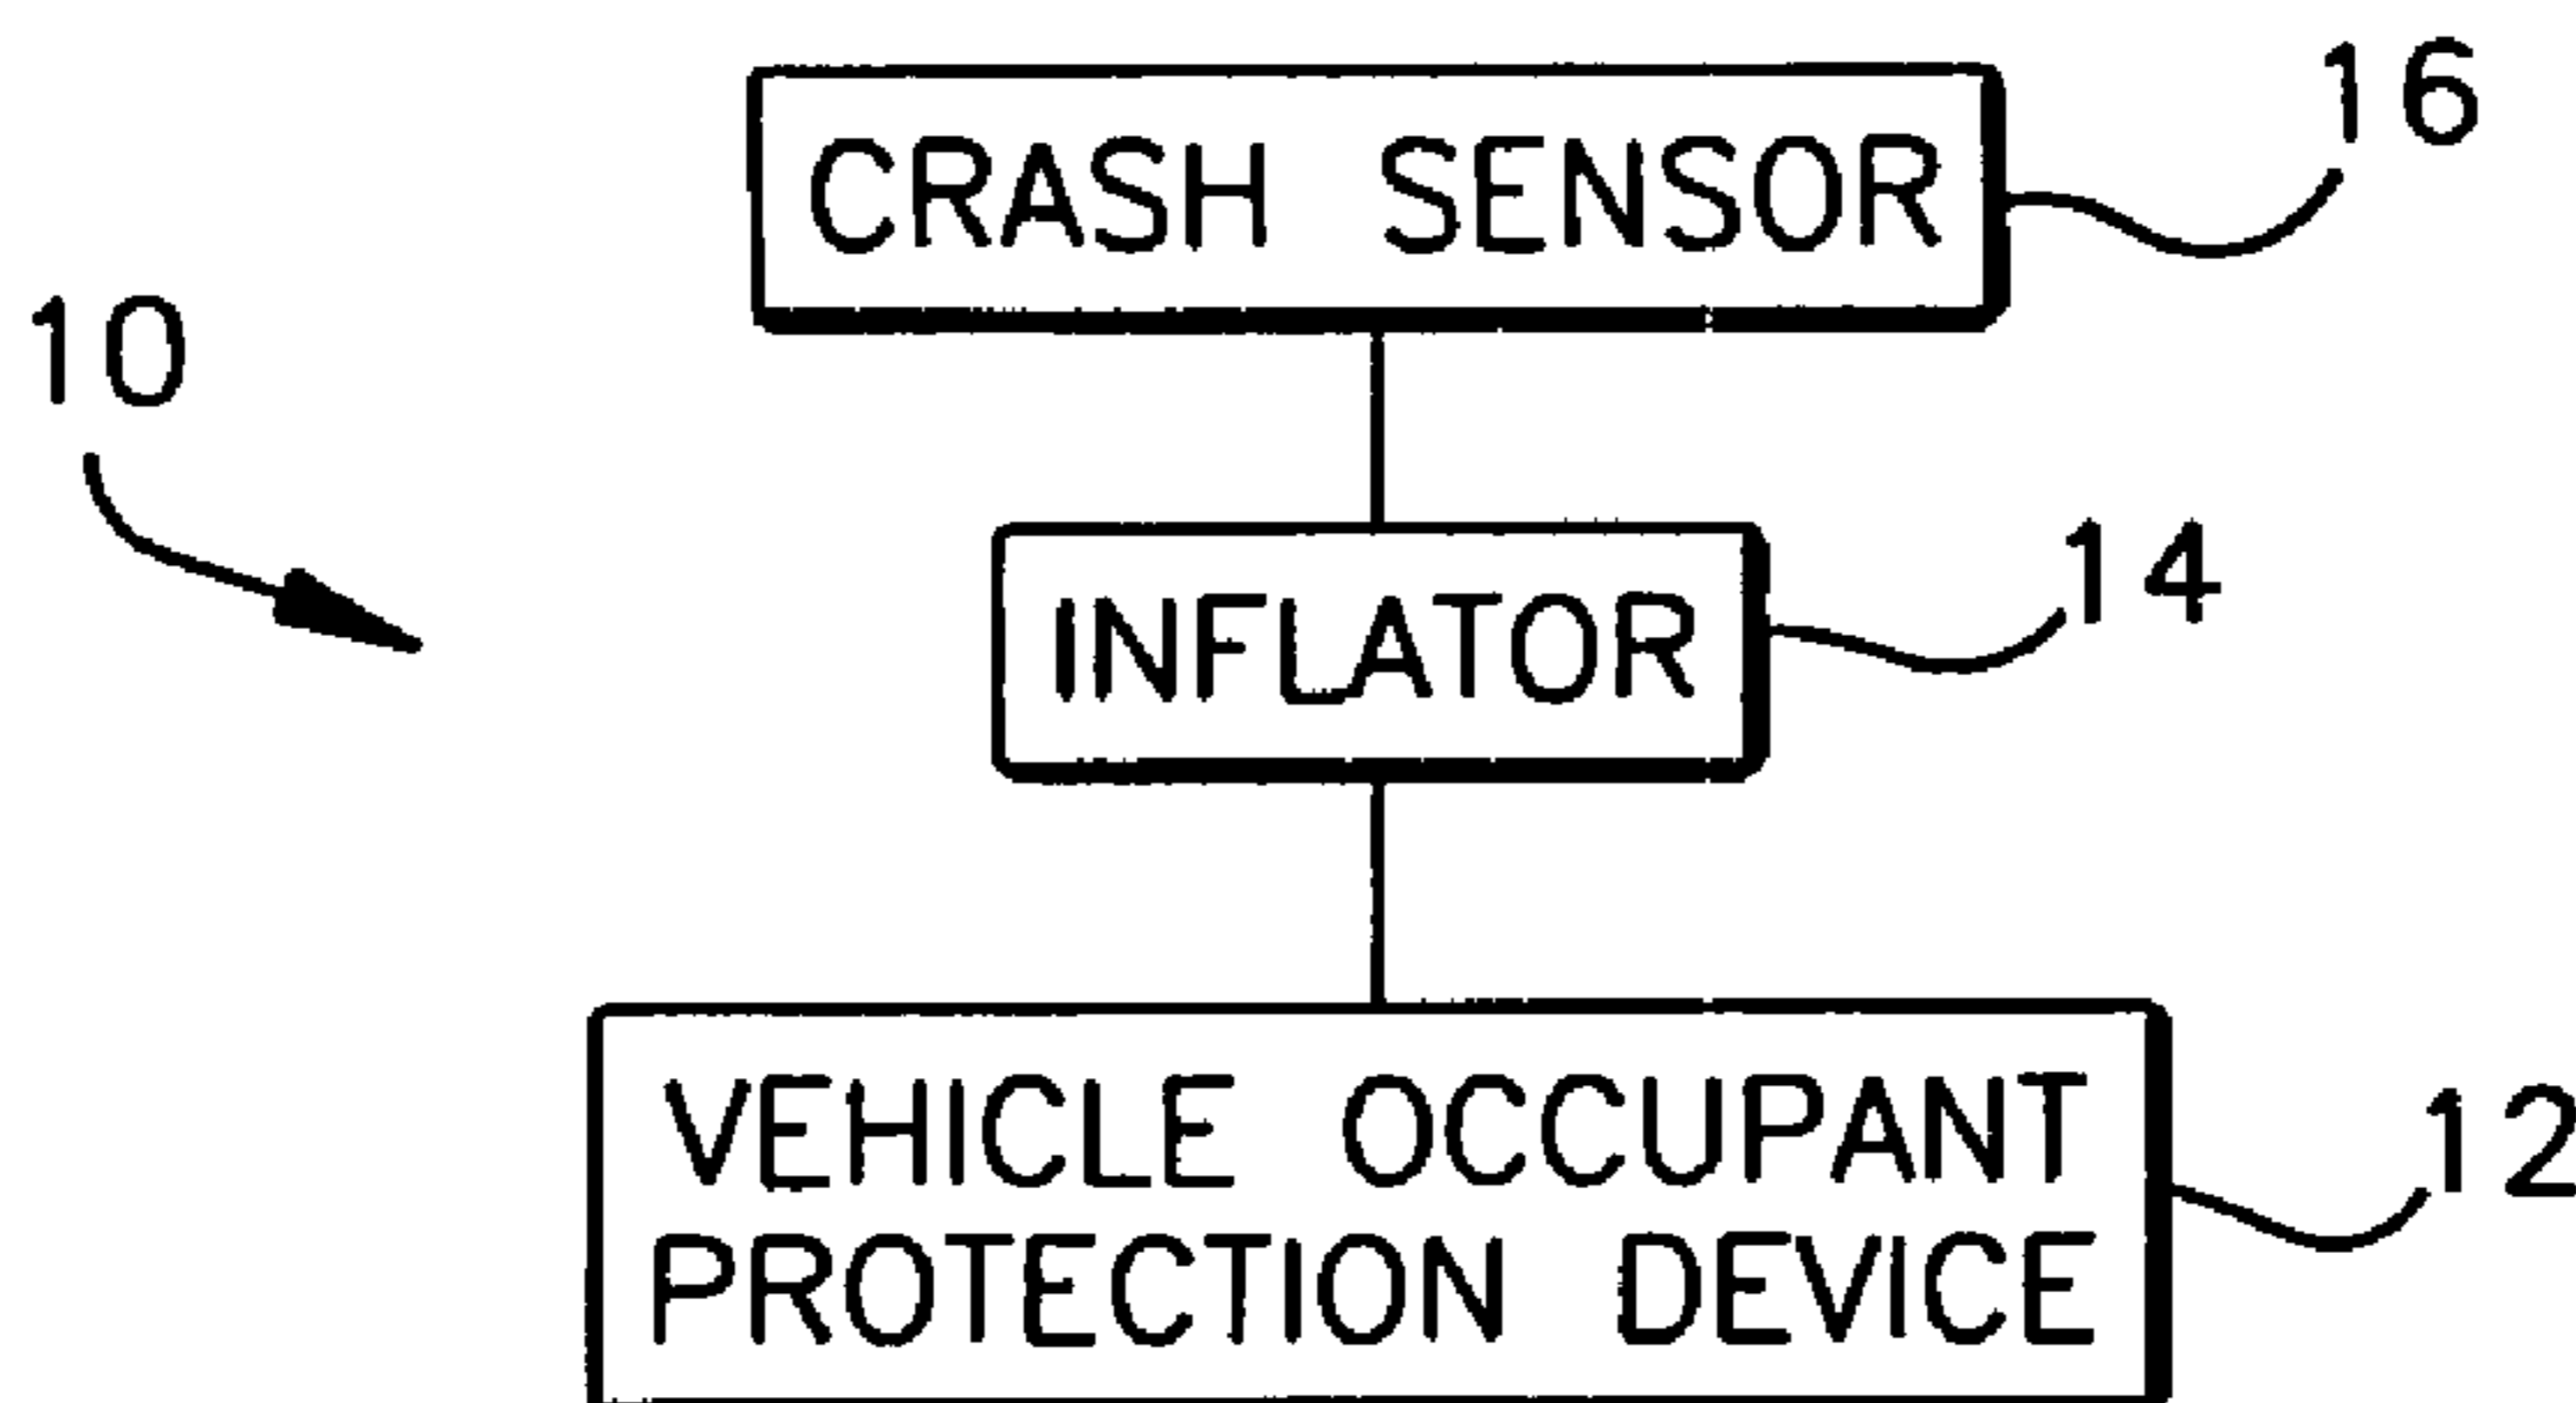 16
CRASH SENSOR
10
14
INFLATOR
12
VEHICLE OCCUPANT
PROTECTION DEVICE